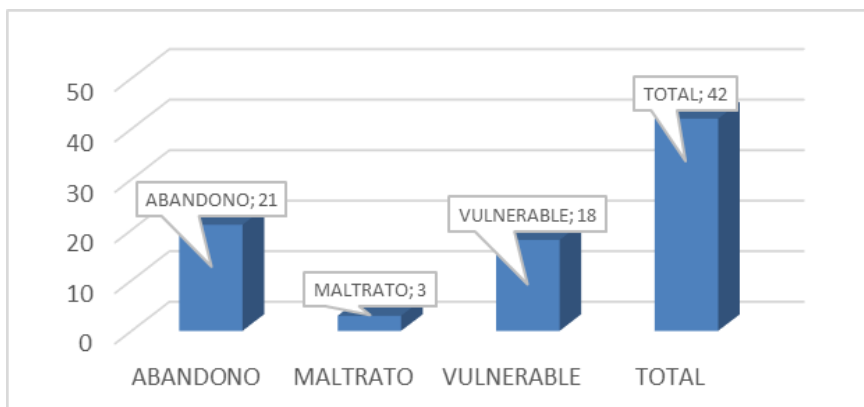 50
40
30
20
10
0
TOTAL; 42
ABANDONO; 21
VULNERABLE; 18
MALTRATO; 3
ABANDONO MALTRATO VULNERABLE TOTAL